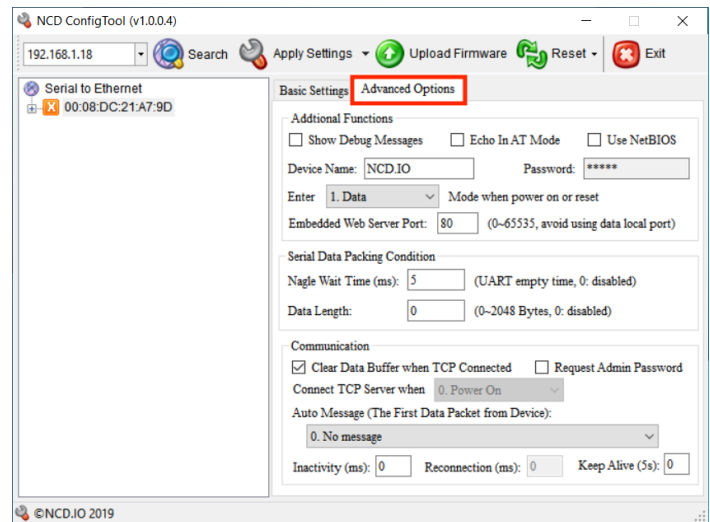 NCD ConfigTool (v1.0.0.4)
192.168.1.18 Search Apply Settings Upload Firmware Reset Exit
Serial to Ethernet
00:08:DC:21:A7:9D
Basic Settings Advanced Options
Addtional Functions
Show Debug Messages Echo In AT Mode Use NetBIOS
Device Name: NCD.IO Password: *****
Enter 1. Data Mode when power on or reset
Embedded Web Server Port: 80 (0~65535, avoid using data local port)
Serial Data Packing Condition
Nagle Wait Time (ms): 5 (UART empty time, 0: disabled)
Data Length: 0 (0~2048 Bytes, 0: disabled)
Communication
Clear Data Buffer when TCP Connected Request Admin Password
Connect TCP Server when 0. Power On
Auto Message (The First Data Packet from Device):
0. No message
Inactivity (ms): 0 Reconnection (ms): 0 Keep Alive (5s): 0
©NCD.IO 2019